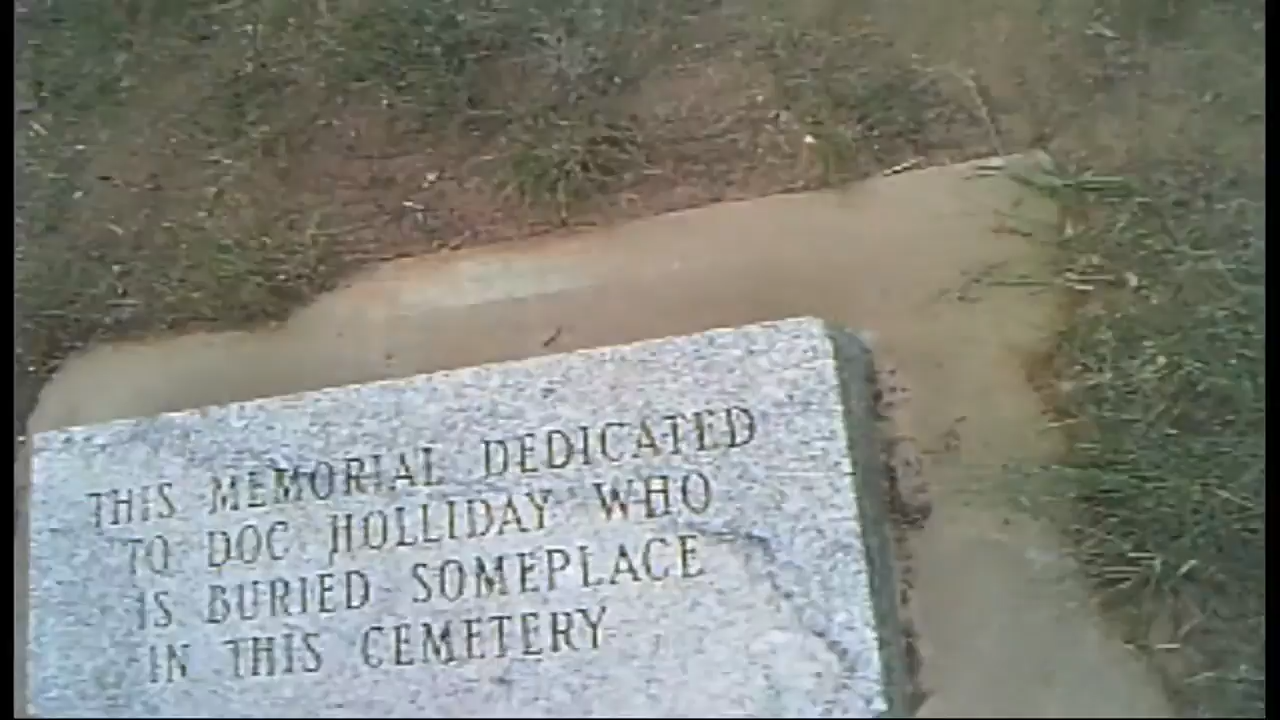 THIS MEMORIAL DEDICATED
TO DOC HOLLIDAY WHO
IS BURIED SOMEPLACE
IN THIS CEMETERY